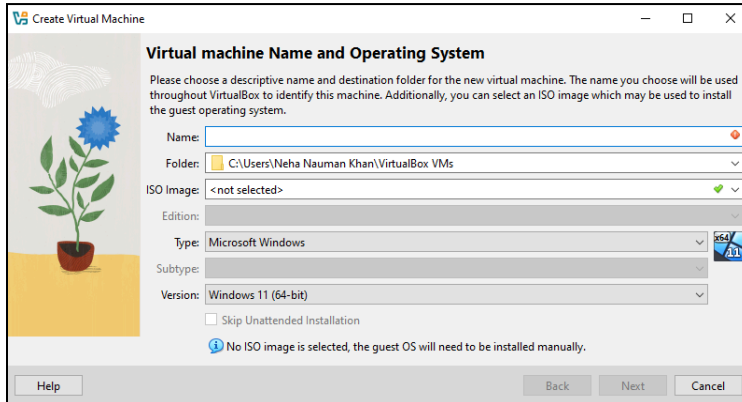 Create Virtual Machine
Virtual machine Name and Operating System
Please choose a descriptive name and destination folder for the new virtual machine. The name you choose will be used
throughout VirtualBox to identify this machine. Additionally, you can select an ISO image which may be used to install
the guest operating system.
Name:
Folder: C:\Users\Neha Nauman Khan\VirtualBox VMs
ISO Image: <not selected>
Edition:
Type: Microsoft Windows
x64
11
Subtype:
Version: Windows 11 (64-bit)
Skip Unattended Installation
No ISO image is selected, the guest OS will need to be installed manually.
Help Back Next Cancel